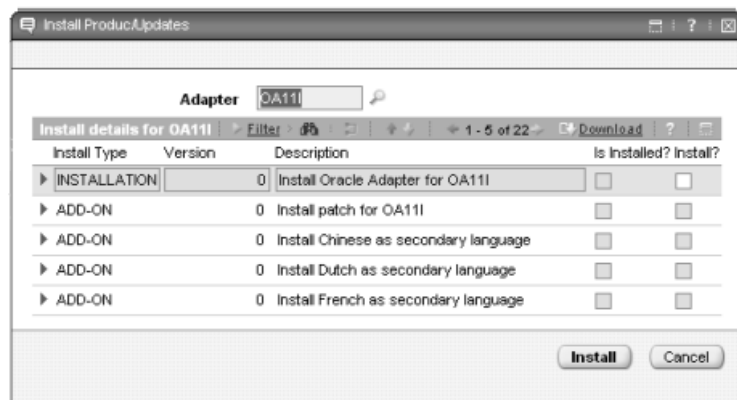 Install Produc/Updates ? 
Adapter OA11I
Install details for OA11I Filter 1 - 5 of 22 Download ?
Install Type Version Description Is Installed? Install?
INSTALLATION 0 Install Oracle Adapter for OA11I
ADD-ON 0 Install patch for OA11I
ADD-ON 0 Install Chinese as secondary language
ADD-ON 0 Install Dutch as secondary language
ADD-ON 0 Install French as secondary language
Install Cancel